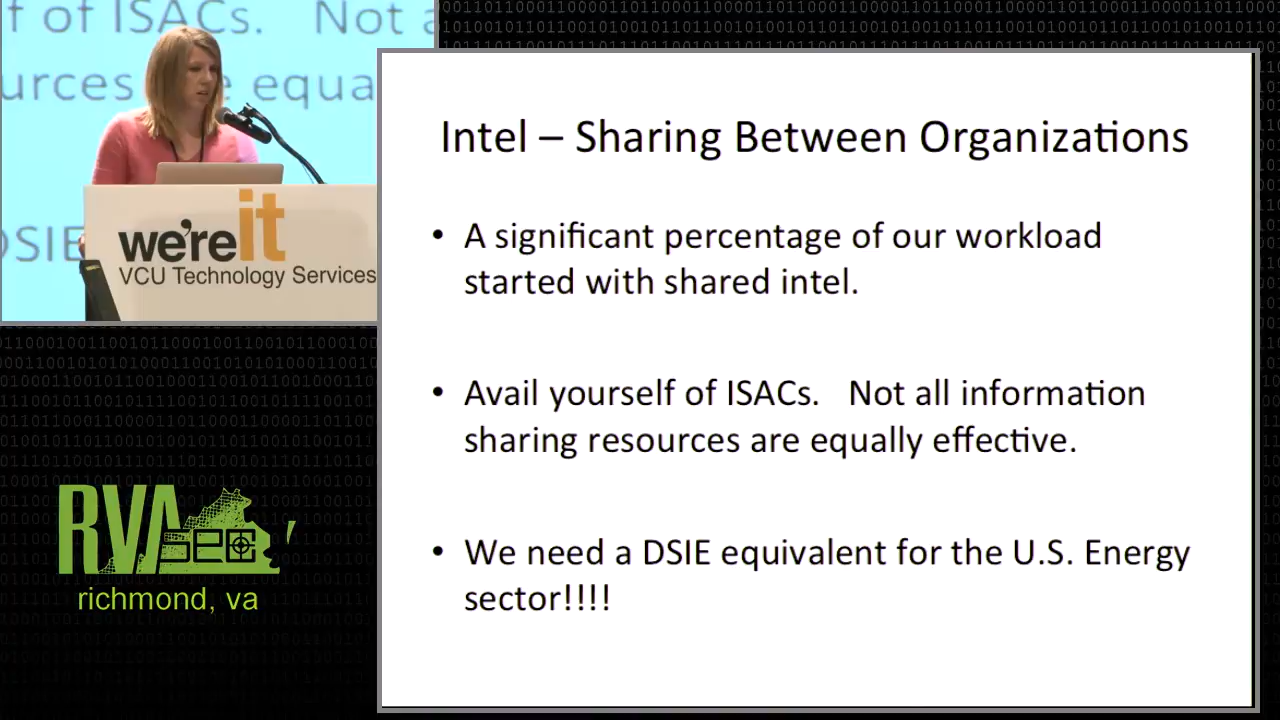 f of ISACs. Not a
urces are equa
DSIE
we're it
VCU Technology Services
Intel – Sharing Between Organizations
• A significant percentage of our workload
started with shared intel.
• Avail yourself of ISACs. Not all information
sharing resources are equally effective.
• We need a DSIE equivalent for the U.S. Energy
sector!!!!
RVA
SEC
richmond, va